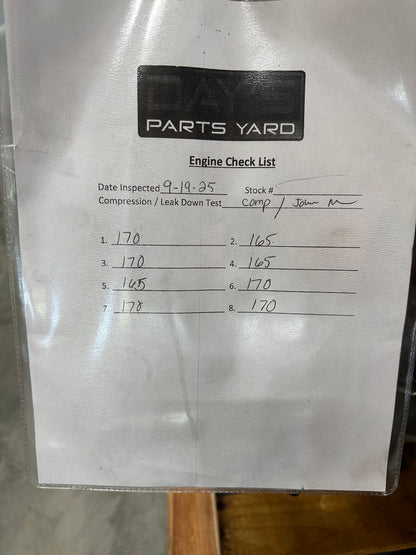 DAY'S
PARTS YARD
Engine Check List
Date Inspected 9-19-25 Stock #
Compression / Leak Down Test Comp / John M
1. 170 2. 165
3. 170 4. 165
5. 165 6. 170
7 170 8. 170